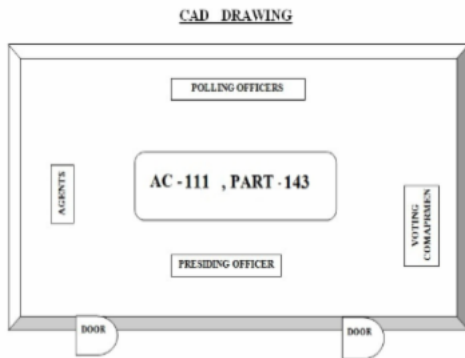 CAD DRAWING
POLLING OFFICERS
AC -111 , PART - 143
AGENTS
VOTING
COMAPRMEN
PRESIDING OFFICER
DOOR
DOOR